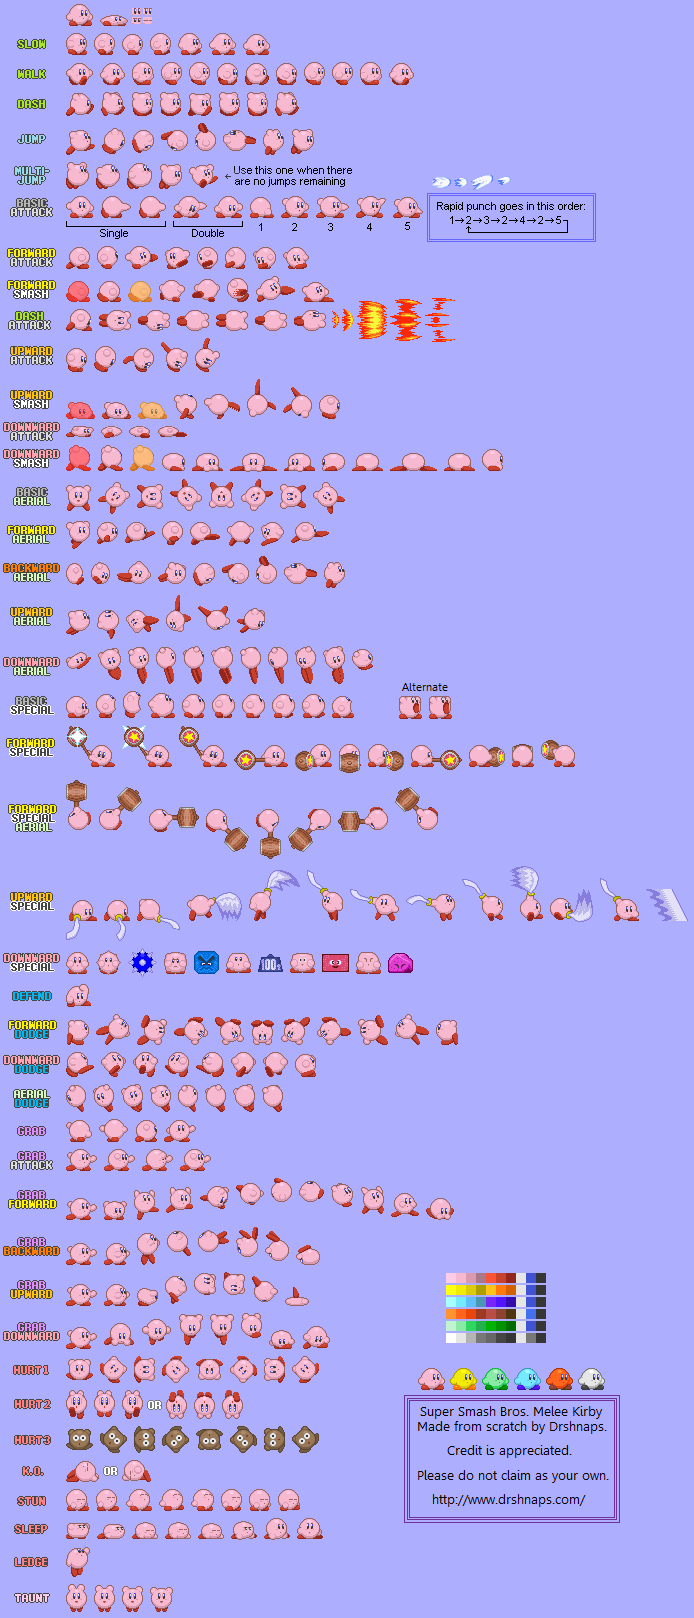 SLOW
WALK
DASH
JUMP
MULTI-
JUMP
← Use this one when there
are no jumps remaining
BASIC
ATTACK
Single
Double
1
2
3
4
5
Rapid punch goes in this order:
1→2→3→2→4→2→5
FORWARD
ATTACK
FORWARD
SMASH
DASH
ATTACK
UPWARD
ATTACK
UPWARD
SMASH
DOWNWARD
ATTACK
DOWNWARD
SMASH
BASIC
AERIAL
FORWARD
AERIAL
BACKWARD
AERIAL
UPWARD
AERIAL
DOWNWARD
AERIAL
BASIC
SPECIAL
Alternate
FORWARD
SPECIAL
FORWARD
SPECIAL
AERIAL
UPWARD
SPECIAL
DOWNWARD
SPECIAL
100t
DEFEND
FORWARD
DODGE
DOWNWARD
DODGE
AERIAL
DODGE
GRAB
GRAB
ATTACK
GRAB
FORWARD
GRAB
BACKWARD
GRAB
UPWARD
GRAB
DOWNWARD
HURT1
HURT2
OR
HURT3
K.O.
OR
STUN
SLEEP
LEDGE
TAUNT
Super Smash Bros. Melee Kirby
Made from scratch by Drshnaps.
Credit is appreciated.
Please do not claim as your own.
http://www.drshnaps.com/